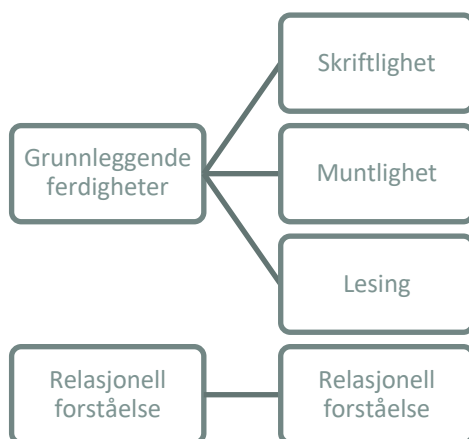 Skriftlighet
Grunnleggende
ferdigheter
Muntlighet
Lesing
Relasjonell
forståelse
Relasjonell
forståelse